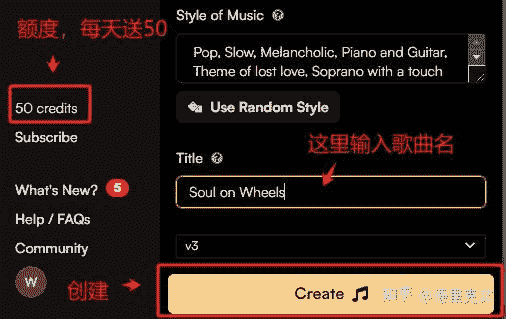 额度，每天送50
50 credits
Subscribe
What's New? 5
Help / FAQs
Community
W
创建
Style of Music
Pop, Slow, Melancholic, Piano and Guitar,
Theme of lost love, Soprano with a touch
Use Random Style
Title
这里输入歌曲名
Soul on Wheels
v3
Create
知乎